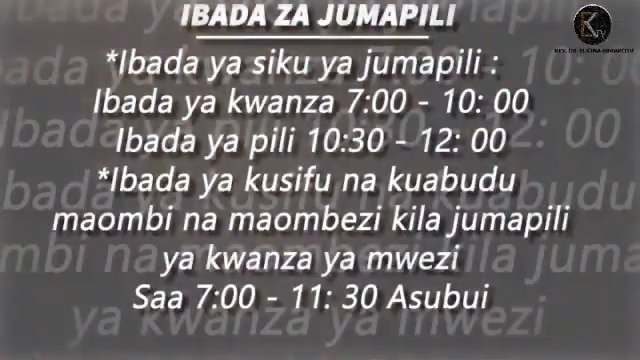 IBADA ZA JUMAPILI
*Ibada ya siku ya jumapili :
Ibada ya kwanza 7:00 - 10: 00
Ibada ya pili 10:30 - 12: 00
*Ibada ya kusifu na kuabudu
maombi na maombezi kila jumapili
ya kwanza ya mwezi
Saa 7:00 - 11: 30 Asubui